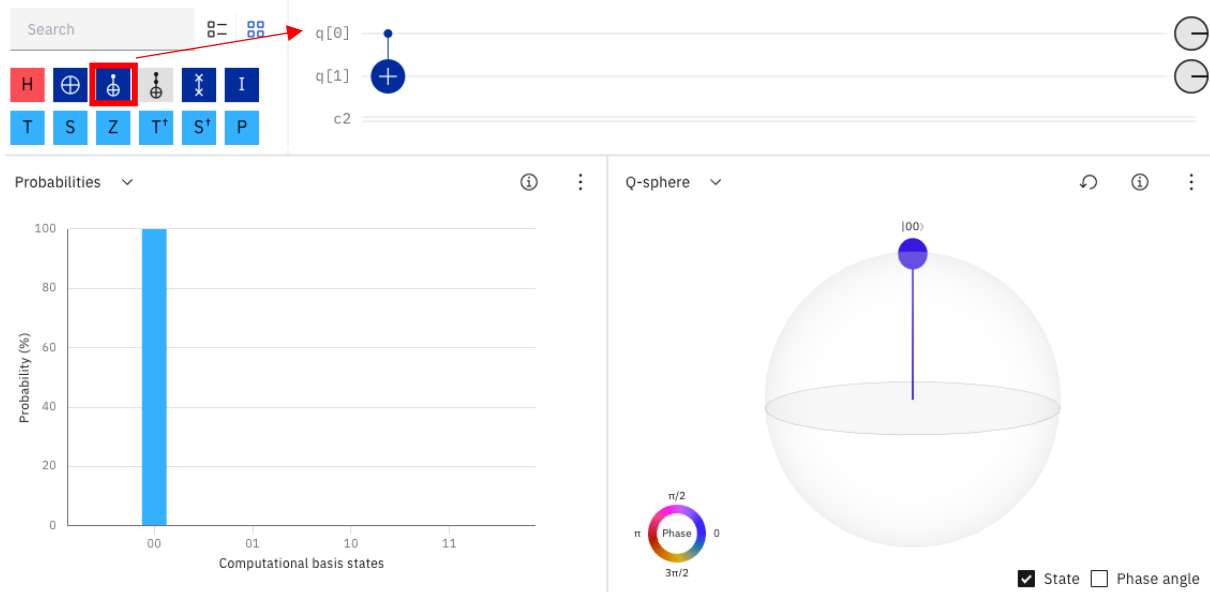 Search
q[0]
q[1]
c2
H
I
T S Z T† S† P
Probabilities
Q-sphere
|00⟩
Probability (%)
100
80
60
40
20
0
00 01 10 11
Computational basis states
π/2
π Phase 0
3π/2
State Phase angle